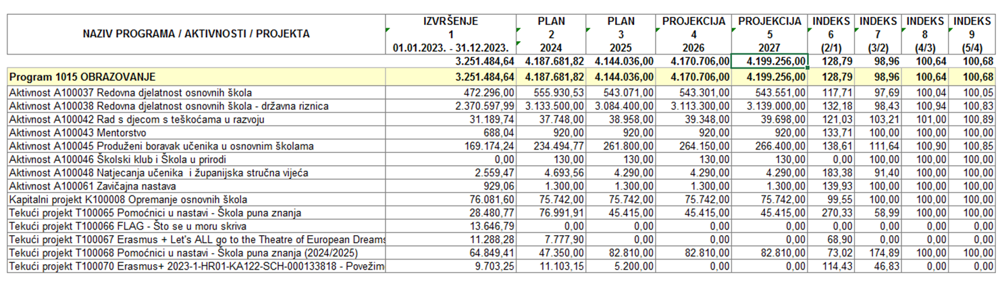 NAZIV PROGRAMA / AKTIVNOSTI / PROJEKTA IZVRŠENJE PLAN PLAN PROJEKCIJA PROJEKCIJA INDEKS INDEKS INDEKS INDEKS
1 2 3 4 5 6 7 8 9
01.01.2023. - 31.12.2023. 2024 2025 2026 2027 (2/1) (3/2) (4/3) (5/4)
3.251.484,64 4.187.681,82 4.144.036,00 4.170.706,00 4.199.256,00 128,79 98,96 100,64 100,68
Program 1015 OBRAZOVANJE 3.251.484,64 4.187.681,82 4.144.036,00 4.170.706,00 4.199.256,00 128,79 98,96 100,64 100,68
Aktivnost A100037 Redovna djelatnost osnovnih škola 472.296,00 555.930,53 543.071,00 543.301,00 543.551,00 117,71 97,69 100,04 100,05
Aktivnost A100038 Redovna djelatnost osnovnih škola - državna riznica 2.370.597,99 3.133.500,00 3.084.400,00 3.113.300,00 3.139.000,00 132,18 98,43 100,94 100,83
Aktivnost A100042 Rad s djecom s teškoćama u razvoju 31.189,74 37.748,00 38.958,00 39.348,00 39.698,00 121,03 103,21 101,00 100,89
Aktivnost A100043 Mentorstvo 688,04 920,00 920,00 920,00 920,00 133,71 100,00 100,00 100,00
Aktivnost A100045 Produženi boravak učenika u osnovnim školama 169.174,24 234.494,77 261.800,00 264.150,00 266.400,00 138,61 111,64 100,90 100,85
Aktivnost A100046 Školski klub i Škola u prirodi 0,00 130,00 130,00 130,00 130,00 0,00 100,00 100,00 100,00
Aktivnost A100048 Natjecanja učenika i županijska stručna vijeća 2.559,47 4.693,56 4.290,00 4.290,00 4.290,00 183,38 91,40 100,00 100,00
Aktivnost A100061 Zavičajna nastava 929,06 1.300,00 1.300,00 1.300,00 1.300,00 139,93 100,00 100,00 100,00
Kapitalni projekt K100008 Opremanje osnovnih škola 76.081,60 75.742,00 75.742,00 75.742,00 75.742,00 99,55 100,00 100,00 100,00
Tekući projekt T100065 Pomoćnici u nastavi - Škola puna znanja 28.480,77 76.991,91 45.415,00 45.415,00 45.415,00 270,33 58,99 100,00 100,00
Tekući projekt T100066 FLAG - Što se u moru skriva 13.646,79 0,00 0,00 0,00 0,00 0,00 0,00 0,00 0,00
Tekući projekt T100067 Erasmus + Let's ALL go to the Theatre of European Dreams 11.288,28 7.777,90 0,00 0,00 0,00 68,90 0,00 0,00 0,00
Tekući projekt T100068 Pomoćnici u nastavi - Škola puna znanja (2024/2025) 64.849,41 47.350,00 82.810,00 82.810,00 82.810,00 73,02 174,89 100,00 100,00
Tekući projekt T100070 Erasmus+ 2023-1-HR01-KA122-SCH-000133818 - Povežim 9.703,25 11.103,15 5.200,00 0,00 0,00 114,43 46,83 0,00 0,00